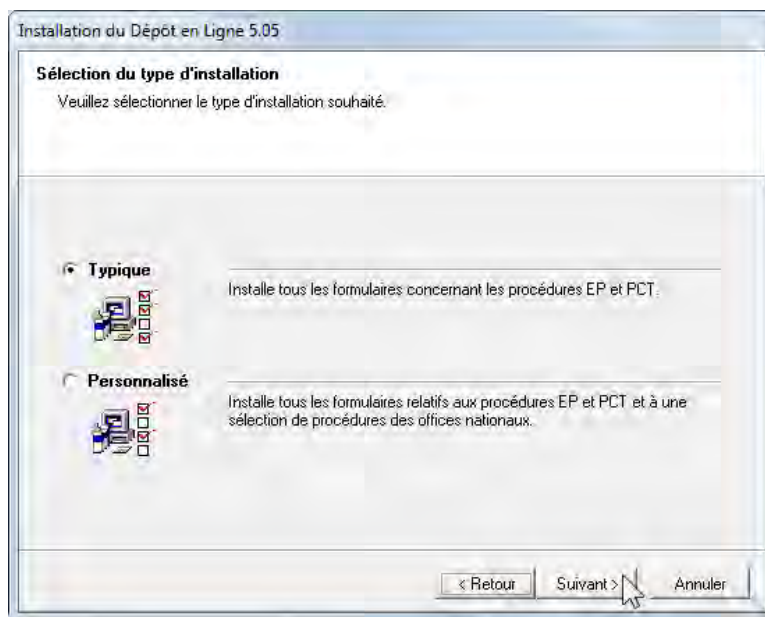 Installation du Dépôt en Ligne 5.05
Sélection du type d'installation
Veuillez sélectionner le type d'installation souhaité.
Typique
Installe tous les formulaires concernant les procédures EP et PCT.
Personnalisé
Installe tous les formulaires relatifs aux procédures EP et PCT et à une
sélection de procédures des offices nationaux.
< Retour
Suivant >
Annuler